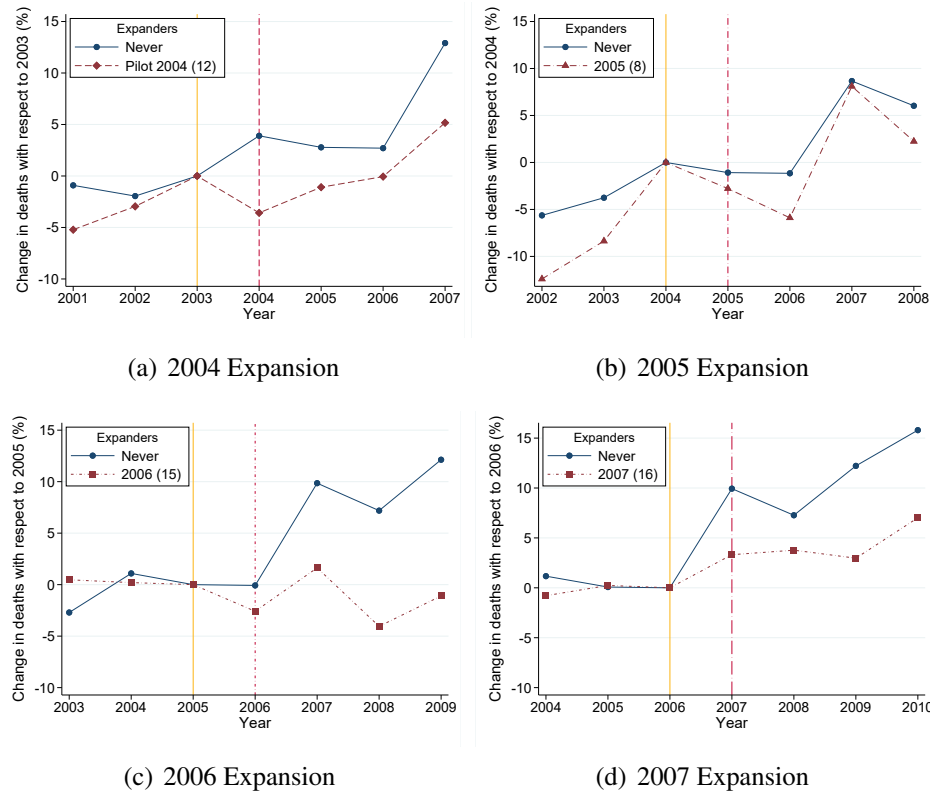 Change in deaths with respect to 2003 (%)
15
10
5
0
-5
-10
Expanders
Never
Pilot 2004 (12)
2001 2002 2003 2004 2005 2006 2007
Year
(a) 2004 Expansion
Change in deaths with respect to 2004 (%)
15
10
5
0
-5
-10
Expanders
Never
2005 (8)
2002 2003 2004 2005 2006 2007 2008
Year
(b) 2005 Expansion
Change in deaths with respect to 2005 (%)
15
10
5
0
-5
-10
Expanders
Never
2006 (15)
2003 2004 2005 2006 2007 2008 2009
Year
(c) 2006 Expansion
Change in deaths with respect to 2006 (%)
15
10
5
0
-5
-10
Expanders
Never
2007 (16)
2004 2005 2006 2007 2008 2009 2010
Year
(d) 2007 Expansion